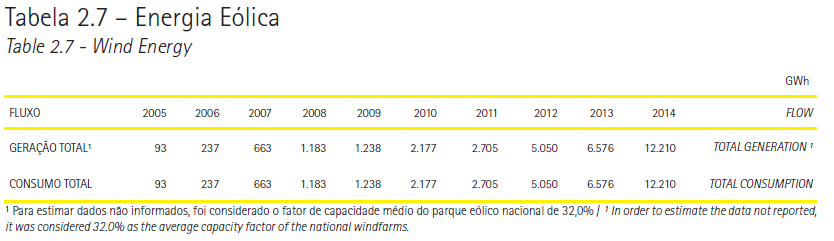 Tabela 2.7 – Energia Eólica
Table 2.7 - Wind Energy
GWh
FLUXO 2005 2006 2007 2008 2009 2010 2011 2012 2013 2014 FLOW
GERAÇÃO TOTAL¹ 93 237 663 1.183 1.238 2.177 2.705 5.050 6.576 12.210 TOTAL GENERATION ¹
CONSUMO TOTAL 93 237 663 1.183 1.238 2.177 2.705 5.050 6.576 12.210 TOTAL CONSUMPTION
¹ Para estimar dados não informados, foi considerado o fator de capacidade médio do parque eólico nacional de 32,0% / ¹ In order to estimate the data not reported,
it was considered 32.0% as the average capacity factor of the national windfarms.